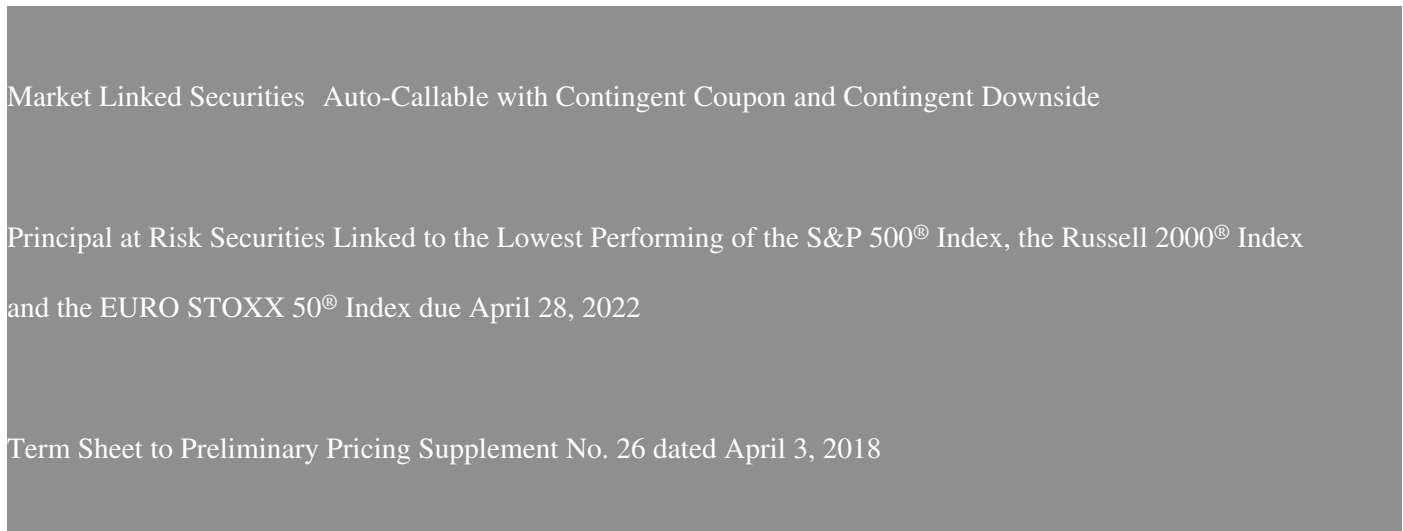 Market Linked Securities Auto-Callable with Contingent Coupon and Contingent Downside
Principal at Risk Securities Linked to the Lowest Performing of the S&P 500® Index, the Russell 2000® Index
and the EURO STOXX 50® Index due April 28, 2022
Term Sheet to Preliminary Pricing Supplement No. 26 dated April 3, 2018